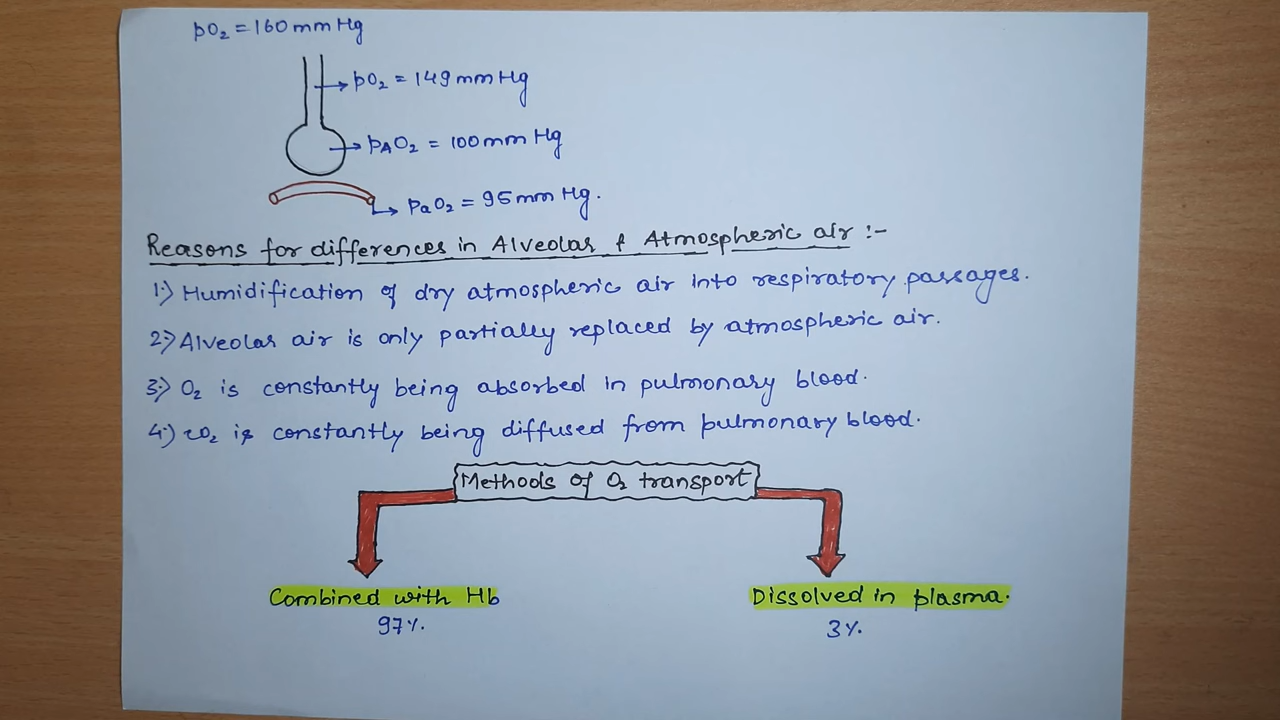 pO₂ = 160 mm Hg
pO₂ = 149 mm Hg
PAO₂ = 100 mm Hg
PaO₂ = 95 mm Hg.
Reasons for differences in Alveolar & Atmospheric air :-
1.) Humidification of dry atmospheric air into respiratory passages.
2.) Alveolar air is only partially replaced by atmospheric air.
3.) O₂ is constantly being absorbed in pulmonary blood.
4.) CO₂ is constantly being diffused from pulmonary blood.
Methods of O₂ transport
Combined with Hb
97%.
Dissolved in plasma.
3%.